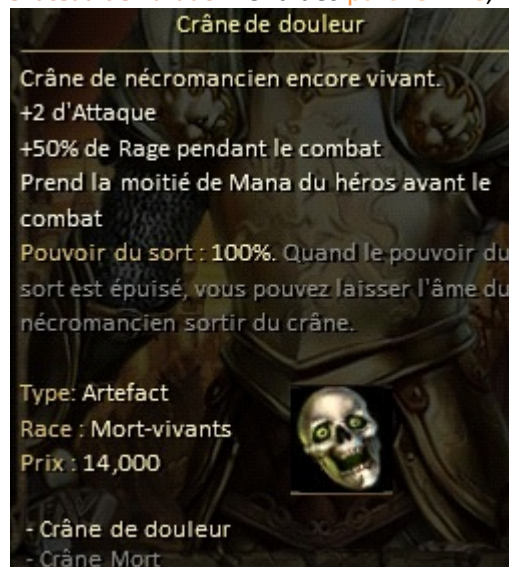 Crâne de douleur
Crâne de nécromancien encore vivant.
+2 d'Attaque
+50% de Rage pendant le combat
Prend la moitié de Mana du héros avant le
combat
Pouvoir du sort : 100%. Quand le pouvoir du
sort est épuisé, vous pouvez laisser l'âme du
nécromancien sortir du crâne.
Type: Artefact
Race : Mort-vivants
Prix : 14,000
- Crâne de douleur
- Crâne Mort